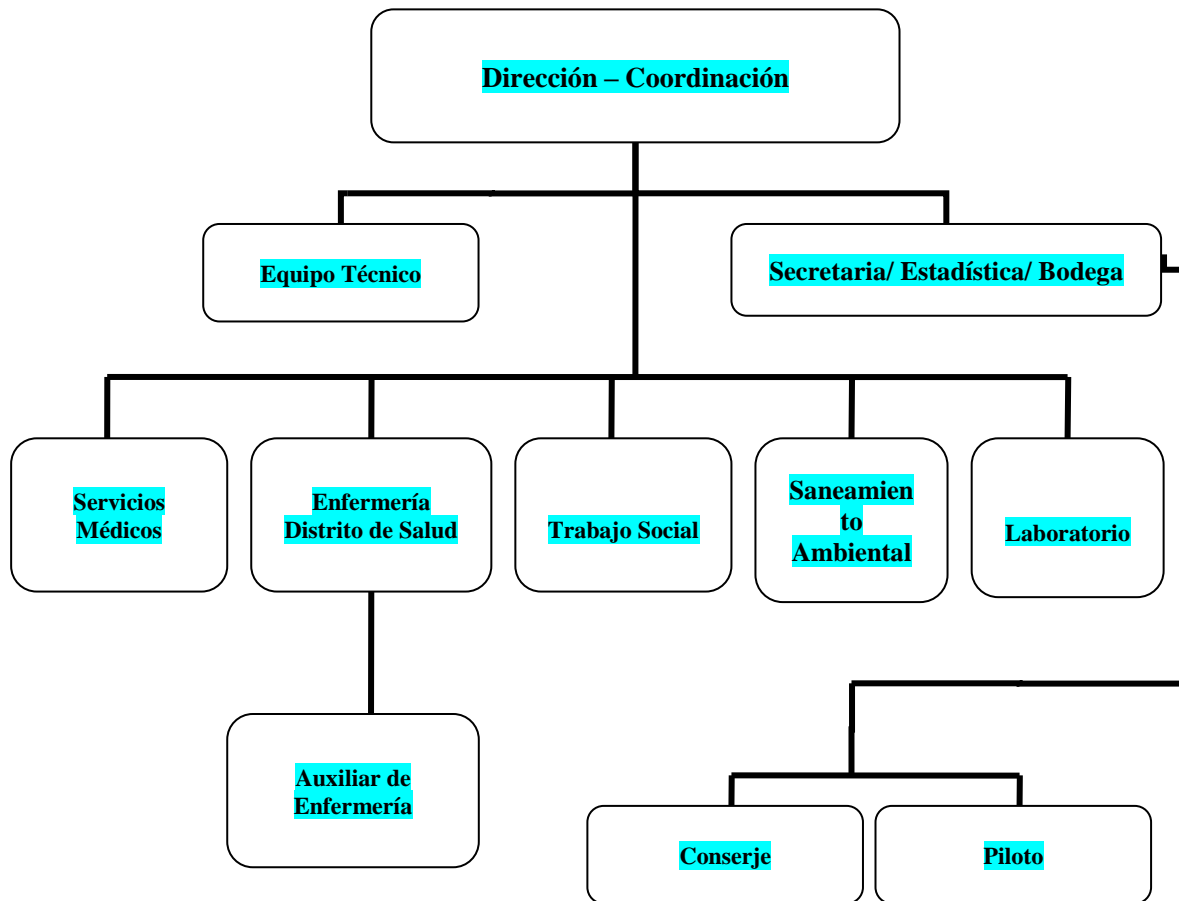 Dirección – Coordinación
Equipo Técnico
Secretaria/ Estadística/ Bodega
Servicios
Médicos
Enfermería
Distrito de Salud
Trabajo Social
Saneamien
to
Ambiental
Laboratorio
Auxiliar de
Enfermería
Conserje
Piloto